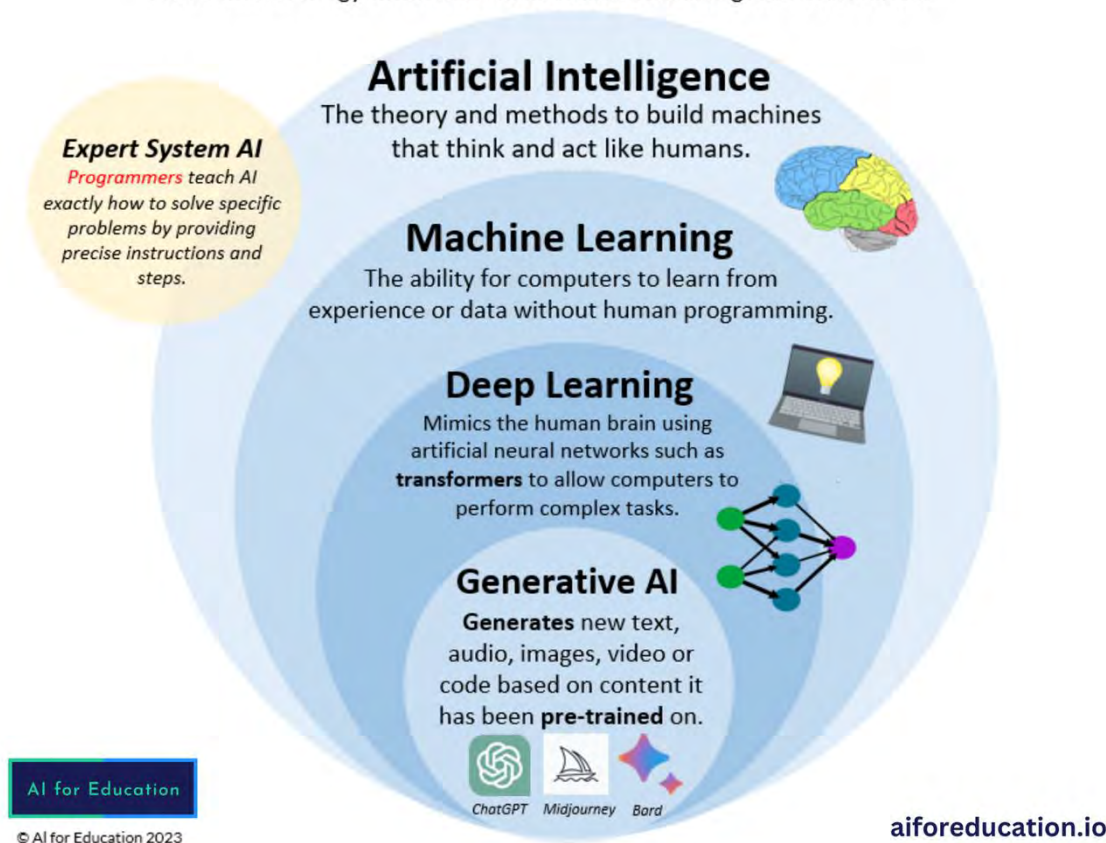 Artificial Intelligence
The theory and methods to build machines
that think and act like humans.
Expert System AI
Programmers teach AI
exactly how to solve specific
problems by providing
precise instructions and
steps.
Machine Learning
The ability for computers to learn from
experience or data without human programming.
Deep Learning
Mimics the human brain using
artificial neural networks such as
transformers to allow computers to
perform complex tasks.
Generative AI
Generates new text,
audio, images, video or
code based on content it
has been pre-trained on.
ChatGPT Midjourney Bard
AI for Education
© AI for Education 2023
aiforeducation.io